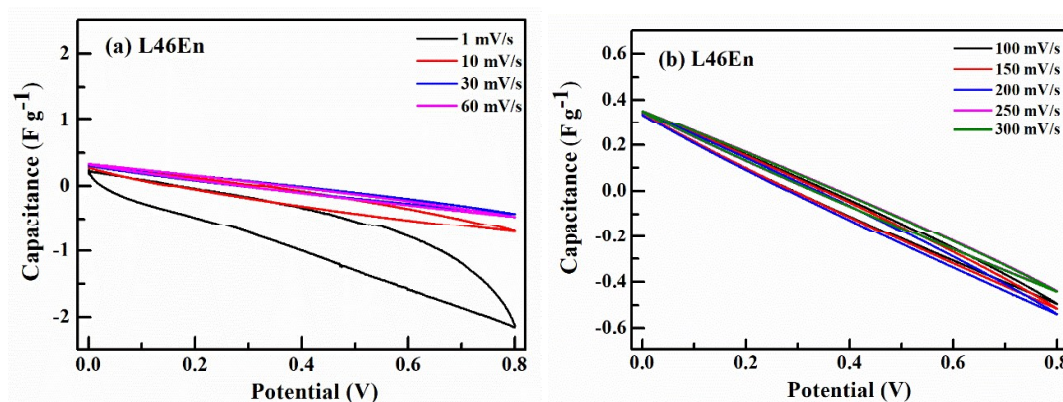 (a) L46En
1 mV/s
10 mV/s
30 mV/s
60 mV/s
2
1
0
-1
-2
Capacitance (F g-1)
0.0 0.2 0.4 0.6 0.8
Potential (V)
(b) L46En
100 mV/s
150 mV/s
200 mV/s
250 mV/s
300 mV/s
0.6
0.4
0.2
0.0
-0.2
-0.4
-0.6
Capacitance (F g-1)
0.0 0.2 0.4 0.6 0.8
Potential (V)